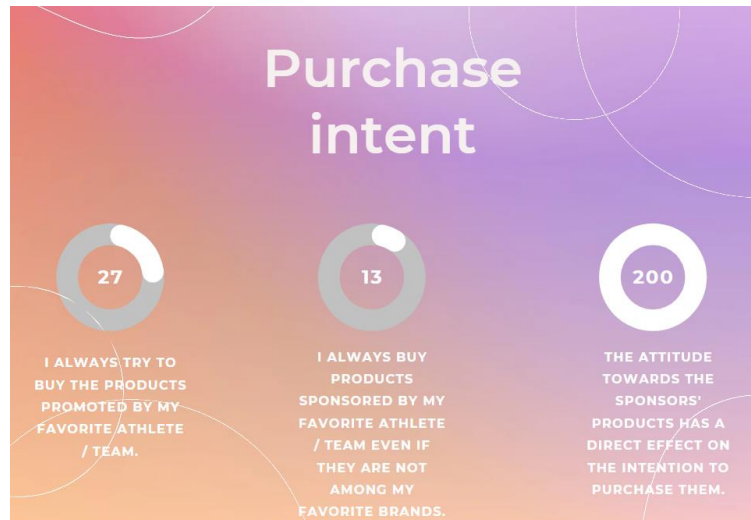 Purchase
intent
27
I ALWAYS TRY TO
BUY THE PRODUCTS
PROMOTED BY MY
FAVORITE ATHLETE
/ TEAM.
13
I ALWAYS BUY
PRODUCTS
SPONSORED BY MY
FAVORITE ATHLETE
/ TEAM EVEN IF
THEY ARE NOT
AMONG MY
FAVORITE BRANDS.
200
THE ATTITUDE
TOWARDS THE
SPONSORS'
PRODUCTS HAS A
DIRECT EFFECT ON
THE INTENTION TO
PURCHASE THEM.